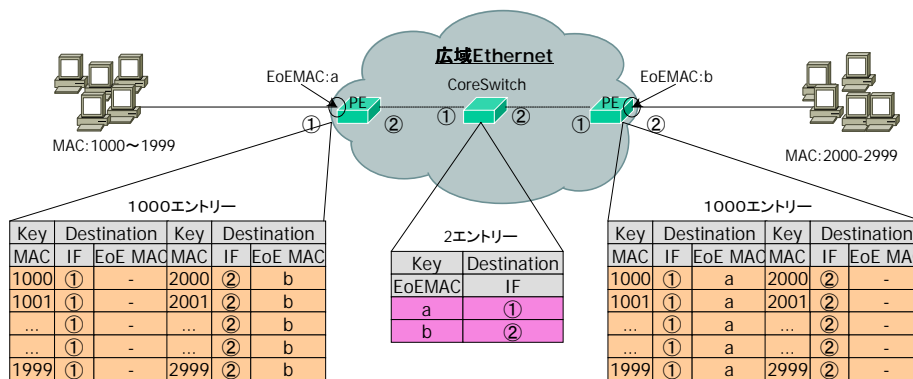 広域Ethernet
EoEMAC:a
CoreSwitch
EoEMAC:b
PE
PE
① ② ① ② ① ②
MAC:1000～1999
MAC:2000-2999
1000エントリー
Key Destination Key Destination
MAC IF EoE MAC MAC IF EoE MAC
1000 ① - 2000 ② b
1001 ① - 2001 ② b
... ① - ... ② b
... ① - ... ② b
1999 ① - 2999 ② b
2エントリー
Key Destination
EoEMAC IF
a ①
b ②
1000エントリー
Key Destination Key Destination
MAC IF EoE MAC MAC IF EoE MAC
1000 ① a 2000 ② -
1001 ① a 2001 ② -
... ① a ... ② -
... ① a ... ② -
1999 ① a 2999 ② -